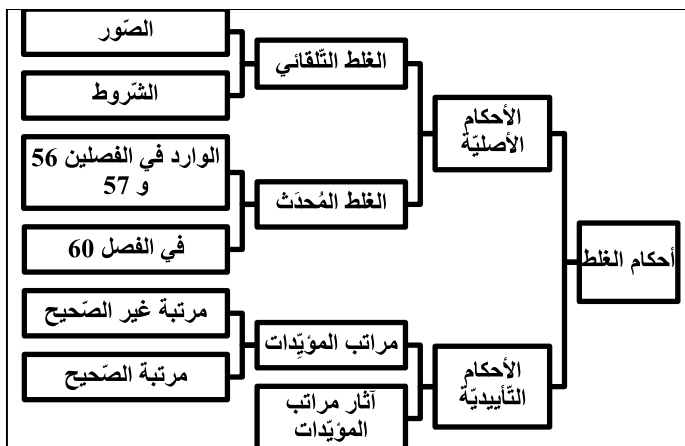 أحكام الغلط
الأحكام
الأصليّة
الغلط التّلقائي
الصّور
الشّروط
الغلط المُحدَث
الوارد في الفصلين 56
و 57
في الفصل 60
الأحكام
التّأييديّة
مراتب المؤيّدات
مرتبة غير الصّحيح
مرتبة الصّحيح
آثار مراتب
المؤيّدات